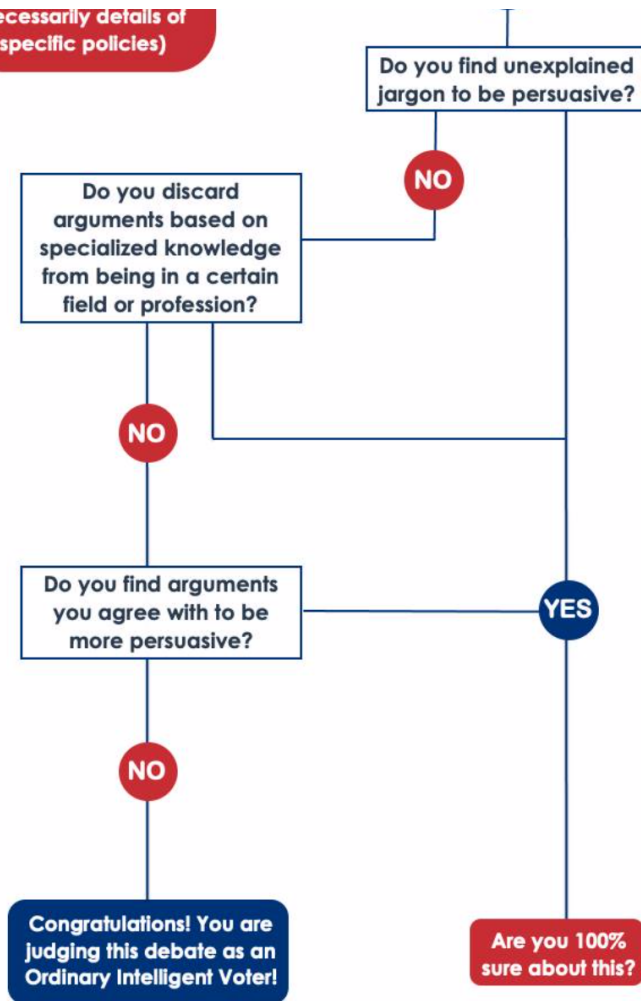 necessarily details of
specific policies)
Do you find unexplained
jargon to be persuasive?
NO
Do you discard
arguments based on
specialized knowledge
from being in a certain
field or profession?
NO
Do you find arguments
you agree with to be
more persuasive?
YES
NO
Congratulations! You are
judging this debate as an
Ordinary Intelligent Voter!
Are you 100%
sure about this?